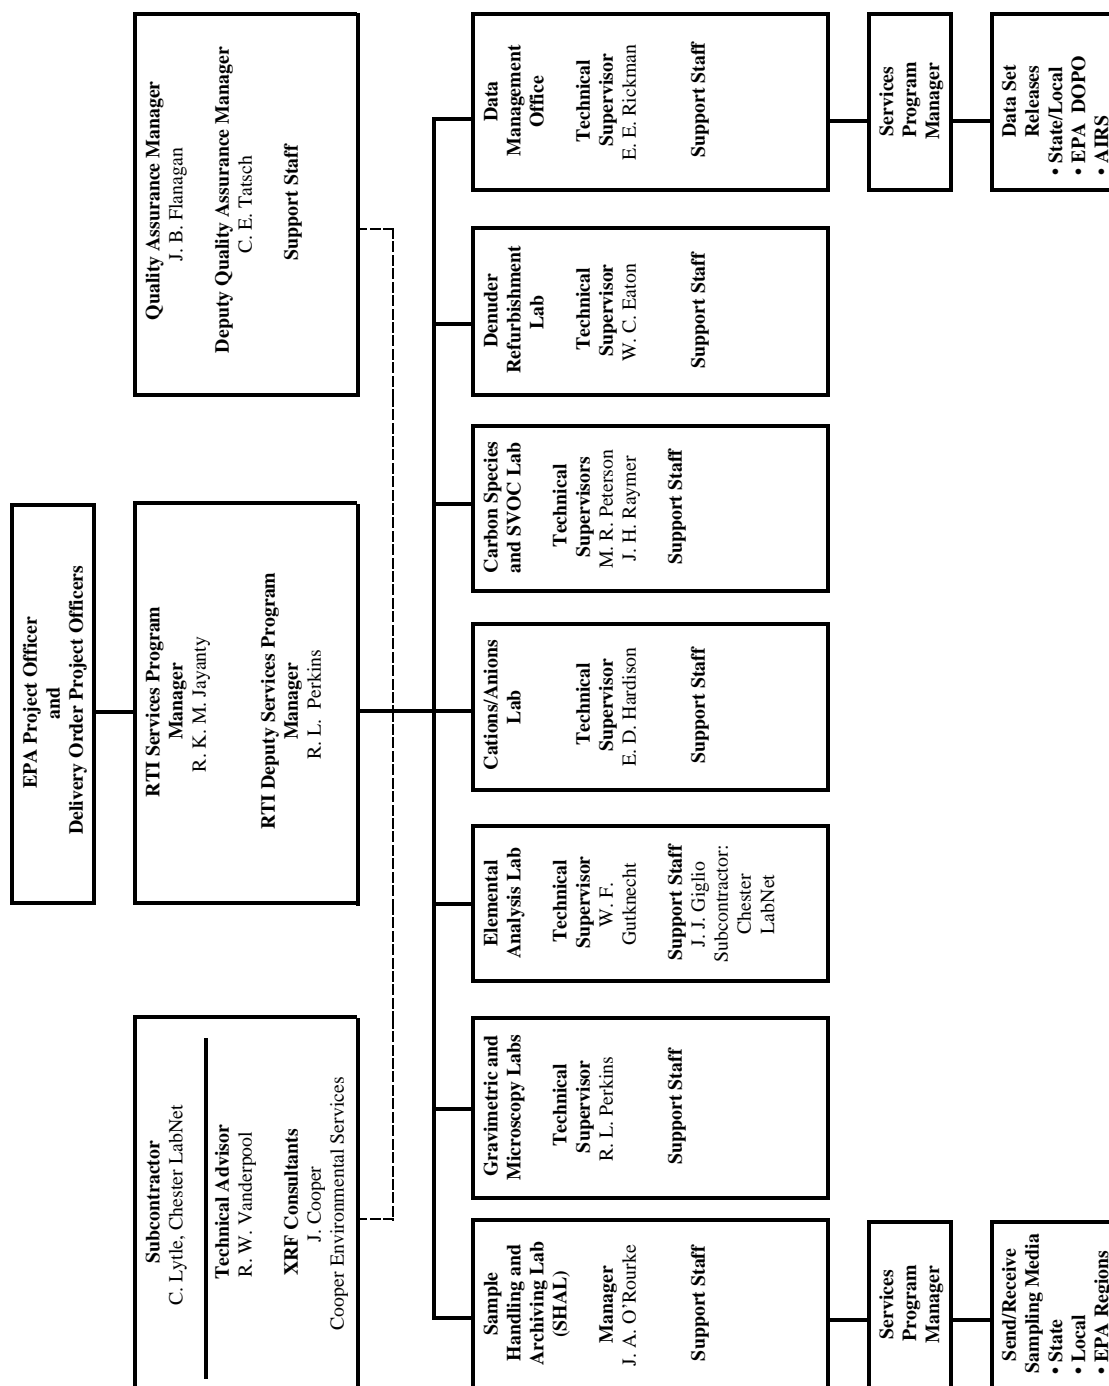 EPA Project Officer
and
Delivery Order Project Officers
Subcontractor
C. Lytle, Chester LabNet
Technical Advisor
R. W. Vanderpool
XRF Consultants
J. Cooper
Cooper Environmental Services
RTI Services Program
Manager
R. K. M. Jayanty
RTI Deputy Services Program
Manager
R. L. Perkins
Quality Assurance Manager
J. B. Flanagan
Deputy Quality Assurance Manager
C. E. Tatsch
Support Staff
Sample
Handling and
Archiving Lab
(SHAL)
Manager
J. A. O'Rourke
Support Staff
Gravimetric and
Microscopy Labs
Technical
Supervisor
R. L. Perkins
Support Staff
Elemental
Analysis Lab
Technical
Supervisor
W. F.
Gutknecht
Support Staff
J. J. Giglio
Subcontractor:
Chester
LabNet
Cations/Anions
Lab
Technical
Supervisor
E. D. Hardison
Support Staff
Carbon Species
and SVOC Lab
Technical
Supervisors
M. R. Peterson
J. H. Raymer
Support Staff
Denuder
Refurbishment
Lab
Technical
Supervisor
W. C. Eaton
Support Staff
Data
Management
Office
Technical
Supervisor
E. E. Rickman
Support Staff
Services
Program
Manager
Services
Program
Manager
Send/Receive
Sampling Media
• State
• Local
• EPA Regions
Data Set
Releases
• State/Local
• EPA DOPO
• AIRS